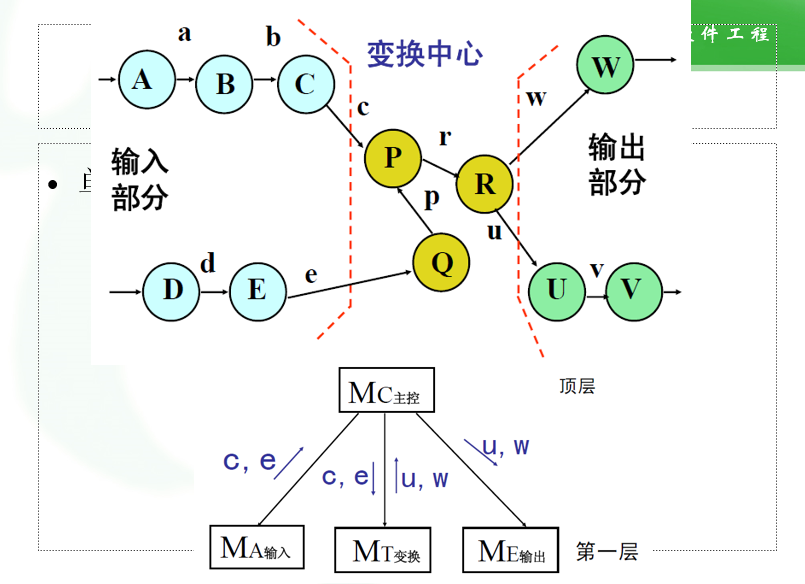 件工程
变换中心
a
b
A
B
C
c
W
w
输入
部分
P
r
R
输出
部分
p
u
Q
d
e
v
D
E
U
V
MC主控
顶层
c, e
c, e
u, w
u, w
MA输入
MT变换
ME输出
第一层